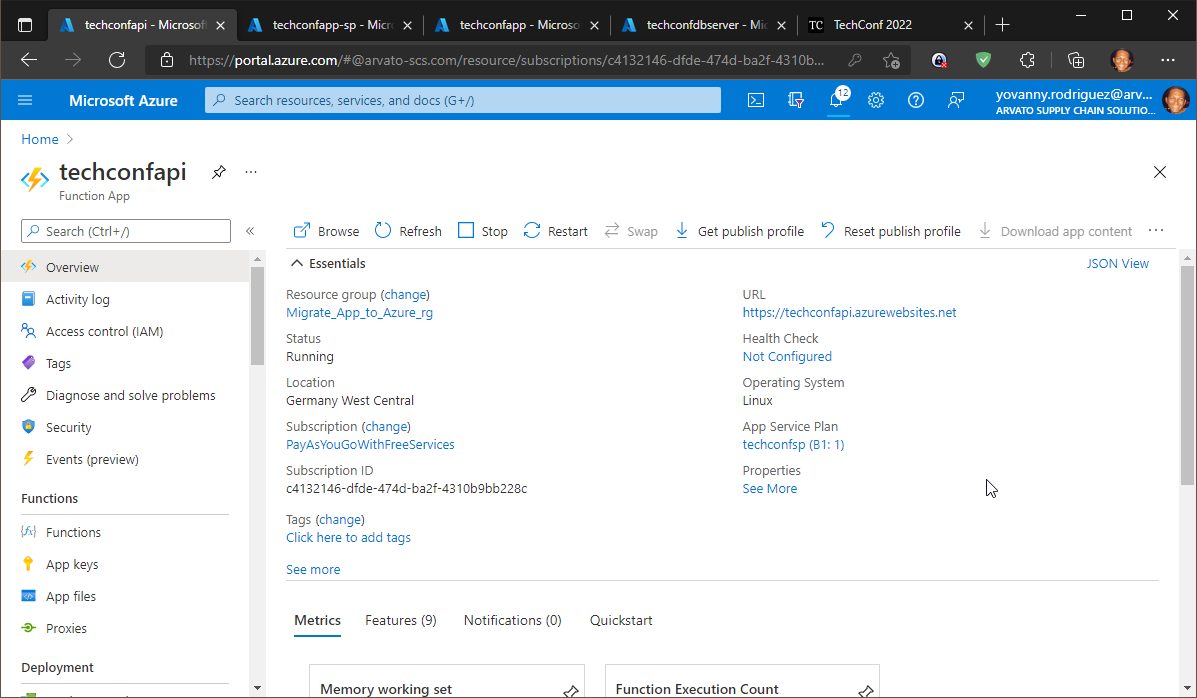 techconfapi - Microsoft
techconfapp-sp - Micr
techconfapp - Microso
techconfdbserver - Mic
TC TechConf 2022
https://portal.azure.com/#@arvato-scs.com/resource/subscriptions/c4132146-dfde-474d-ba2f-4310b...
Microsoft Azure
Search resources, services, and docs (G+/)
12
yovanny.rodriguez@arv...
ARVATO SUPPLY CHAIN SOLUTIO...
Home
techconfapi
Function App
Search (Ctrl+/)
Browse
Refresh
Stop
Restart
Swap
Get publish profile
Reset publish profile
Download app content
Overview
Activity log
Access control (IAM)
Tags
Diagnose and solve problems
Security
Events (preview)
Functions
Functions
App keys
App files
Proxies
Deployment
Essentials
JSON View
Resource group (change)
Migrate_App_to_Azure_rg
Status
Running
Location
Germany West Central
Subscription (change)
PayAsYouGoWithFreeServices
Subscription ID
c4132146-dfde-474d-ba2f-4310b9bb228c
Tags (change)
Click here to add tags
See more
URL
https://techconfapi.azurewebsites.net
Health Check
Not Configured
Operating System
Linux
App Service Plan
techconfsp (B1: 1)
Properties
See More
Metrics
Features (9)
Notifications (0)
Quickstart
Memory working set
Function Execution Count